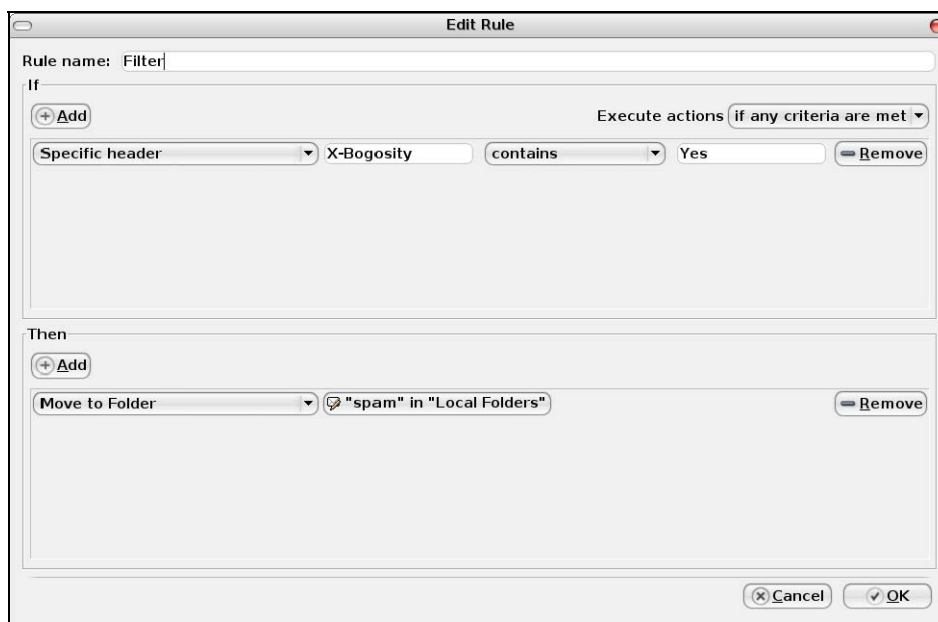 Edit Rule
Rule name: Filter
If
Add
Execute actions if any criteria are met
Specific header X-Bogosity contains Yes Remove
Then
Add
Move to Folder "spam" in "Local Folders" Remove
Cancel OK